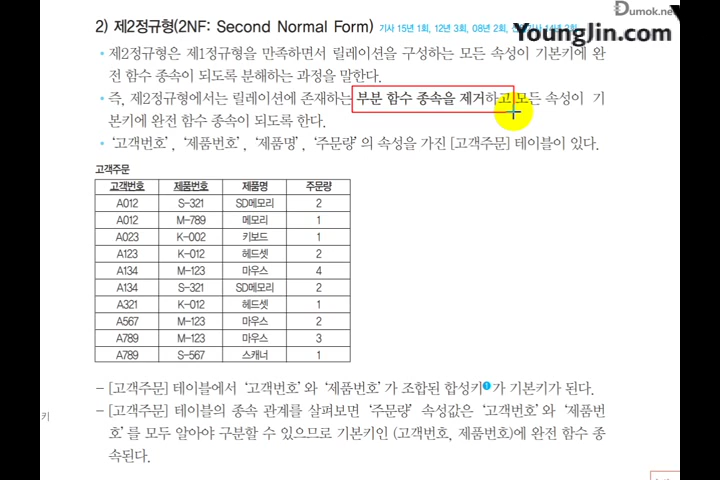 Dumok.net
2) 제2정규형(2NF: Second Normal Form) 기사 15년 1회, 12년 3회, 08년 2회,
YoungJin.com
• 제2정규형은 제1정규형을 만족하면서 릴레이션을 구성하는 모든 속성이 기본키에 완
전 함수 종속이 되도록 분해하는 과정을 말한다.
• 즉, 제2정규형에서는 릴레이션에 존재하는 부분 함수 종속을 제거하고 모든 속성이 기
본키에 완전 함수 종속이 되도록 한다.
• '고객번호', '제품번호', '제품명', '주문량'의 속성을 가진 [고객주문] 테이블이 있다.
고객주문
고객번호 제품번호 제품명 주문량
A012 S-321 SD메모리 2
A012 M-789 메모리 1
A023 K-002 키보드 1
A123 K-012 헤드셋 2
A134 M-123 마우스 4
A134 S-321 SD메모리 2
A321 K-012 헤드셋 1
A567 M-123 마우스 2
A789 M-123 마우스 3
A789 S-567 스캐너 1
– [고객주문] 테이블에서 '고객번호'와 '제품번호'가 조합된 합성키❶가 기본키가 된다.
– [고객주문] 테이블의 종속 관계를 살펴보면 '주문량' 속성값은 '고객번호'와 '제품번
키
호'를 모두 알아야 구분할 수 있으므로 기본키인 (고객번호, 제품번호)에 완전 함수 종
속된다.